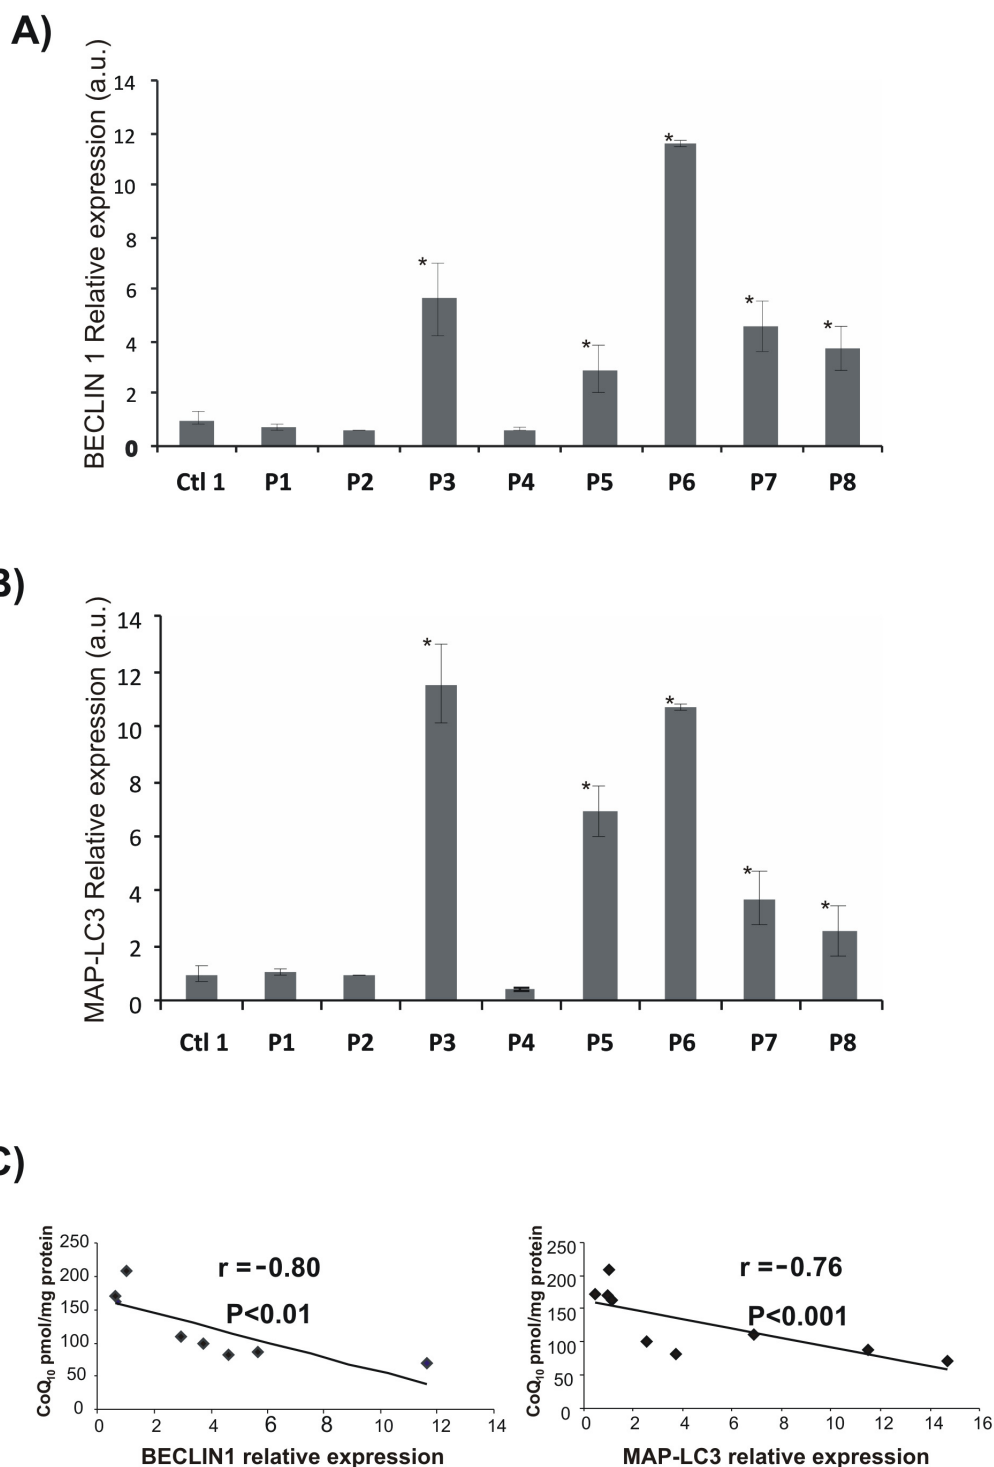 A)
BECLIN 1 Relative expression (a.u.)
14
12
10
8
6
4
2
0
* * * * *
Ctl 1 P1 P2 P3 P4 P5 P6 P7 P8
B)
MAP-LC3 Relative expression (a.u.)
14
12
10
8
6
4
2
0
* * * * *
Ctl 1 P1 P2 P3 P4 P5 P6 P7 P8
C)
CoQ10 pmol/mg protein
250
200
150
100
50
0
r =-0.80
P<0.01
0 2 4 6 8 10 12 14
BECLIN1 relative expression
CoQ10 pmol/mg protein
250
200
150
100
50
0
r =-0.76
P<0.001
0 2 4 6 8 10 12 14 16
MAP-LC3 relative expression